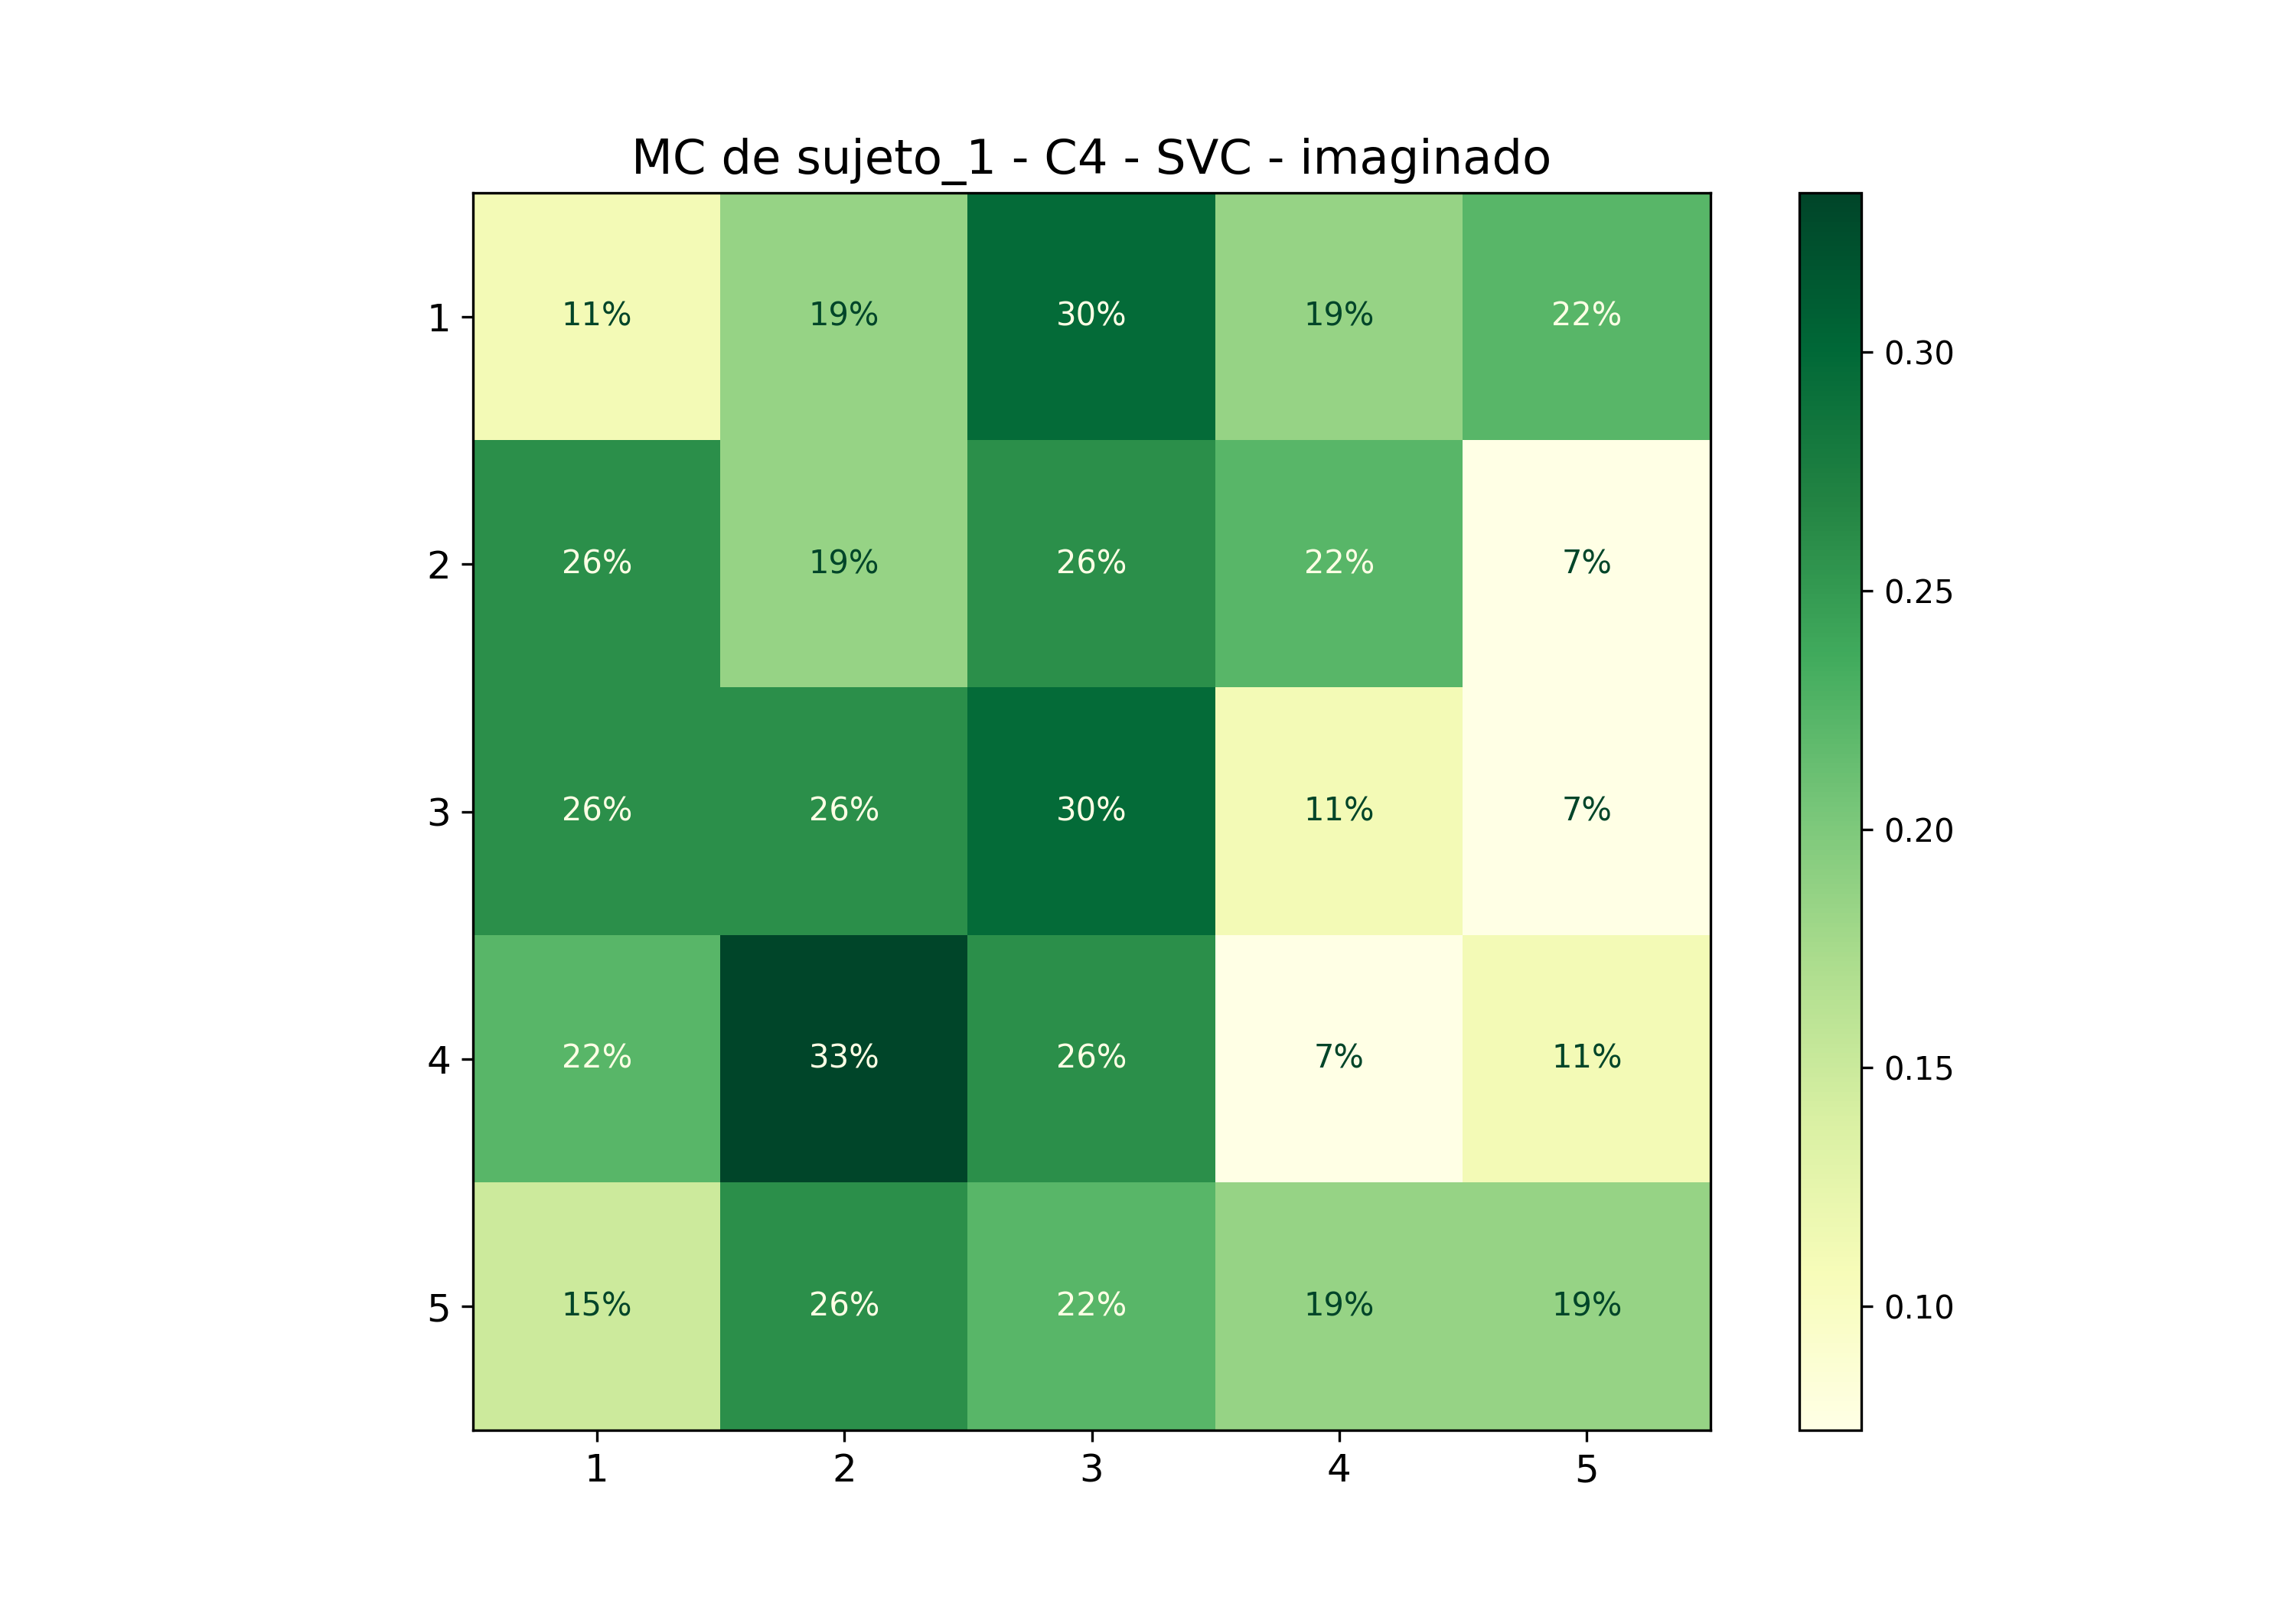 MC de sujeto_1 - C4 - SVC - imaginado
1 11% 19% 30% 19% 22%
2 26% 19% 26% 22% 7%
3 26% 26% 30% 11% 7%
4 22% 33% 26% 7% 11%
5 15% 26% 22% 19% 19%
1 2 3 4 5
0.30
0.25
0.20
0.15
0.10